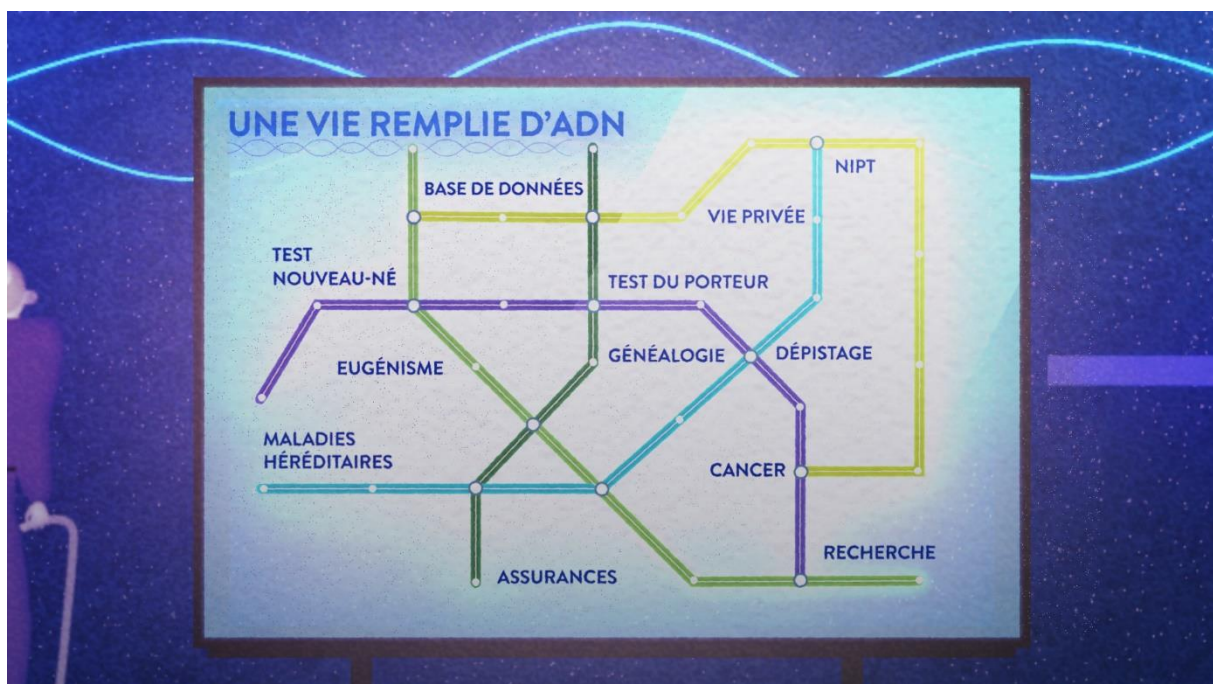 UNE VIE REMPLIE D'ADN
NIPT
BASE DE DONNÉES
VIE PRIVÉE
TEST
NOUVEAU-NÉ
TEST DU PORTEUR
EUGÉNISME
GÉNÉALOGIE
DÉPISTAGE
MALADIES
HÉRÉDITAIRES
CANCER
RECHERCHE
ASSURANCES